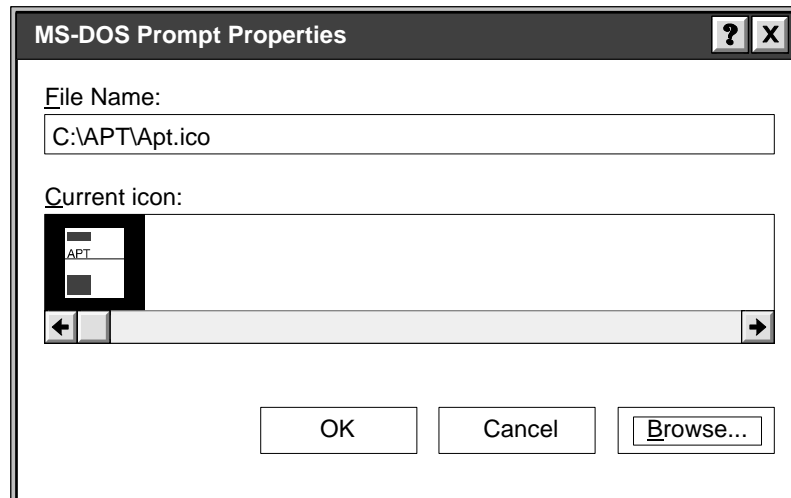 MS-DOS Prompt Properties ? X
File Name:
C:\APT\Apt.ico
Current icon:
APT
OK Cancel Browse...